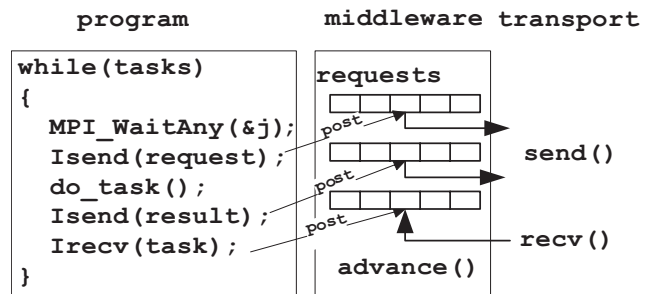 program middleware transport
while(tasks)
{
MPI_WaitAny(&j);
Isend(request);
do_task();
Isend(result);
Irecv(task);
}
requests
post
post
post
advance()
send()
recv()